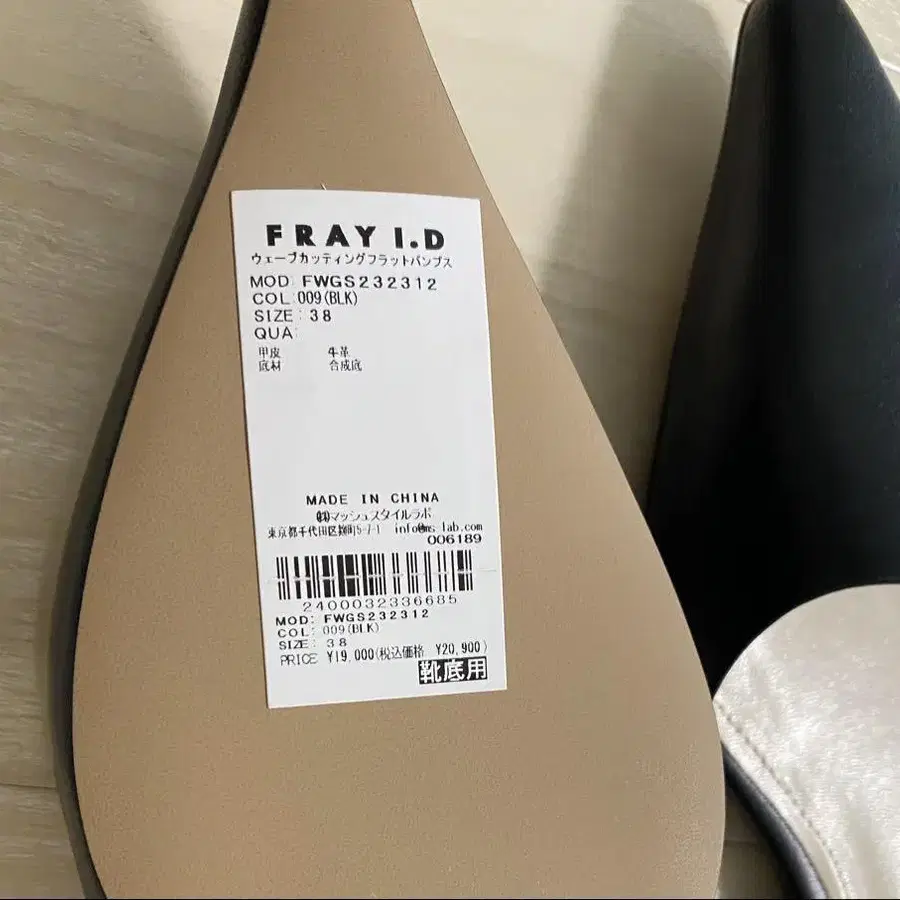 FRAY I.D
ウェーブカッティングフラットパンプス
MOD: FWGS232312
COL: 009(BLK)
SIZE: 38
QUA:
甲皮 牛革
底材 合成底
MADE IN CHINA
㈱マッシュスタイルラボ
東京都千代田区麹町5-7-1 info@ms-lab.com
006189
2400032336685
MOD: FWGS232312
COL: 009(BLK)
SIZE: 38
PRICE ¥19,000(税込価格 ¥20,900)
靴底用